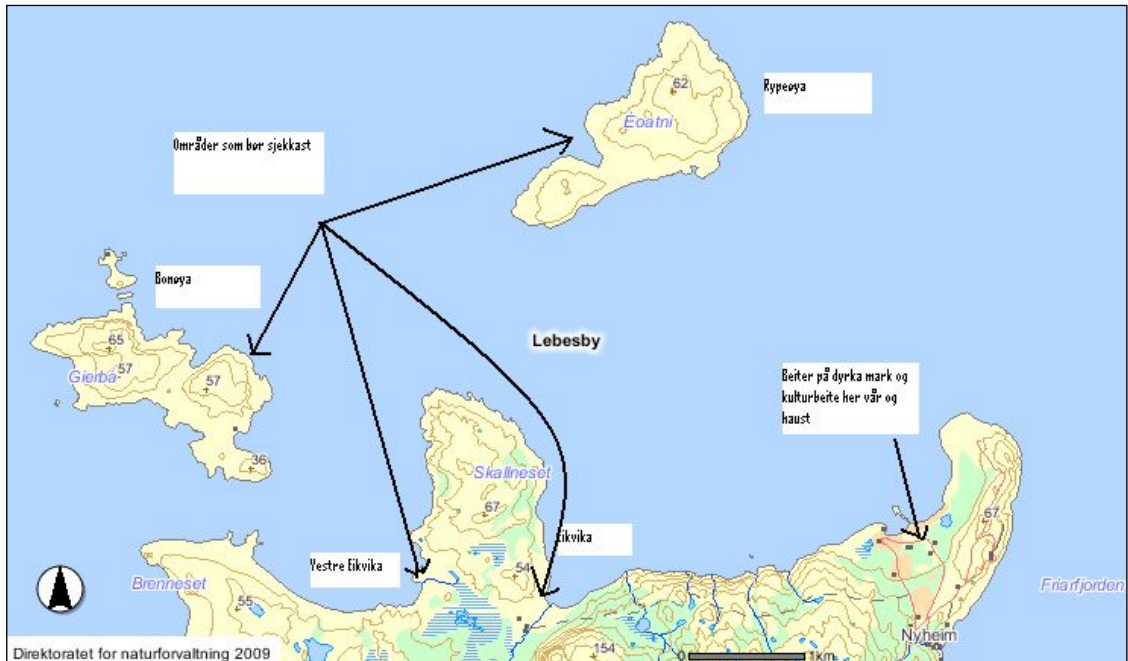 62
Rypeøya
Eoatni
Områder som bør sjekkast
Bonøya
Lebesby
65
57
Gierba
57
Beiter på dyrka mark og
kulturbeite her vår og
haust
36
Skallneset
67
67
Eikvika
Vestre Eikvika
54
Brenneset
55
Friarfjorden
Nyheim
154
0 1km
Direktoratet for naturforvaltning 2009